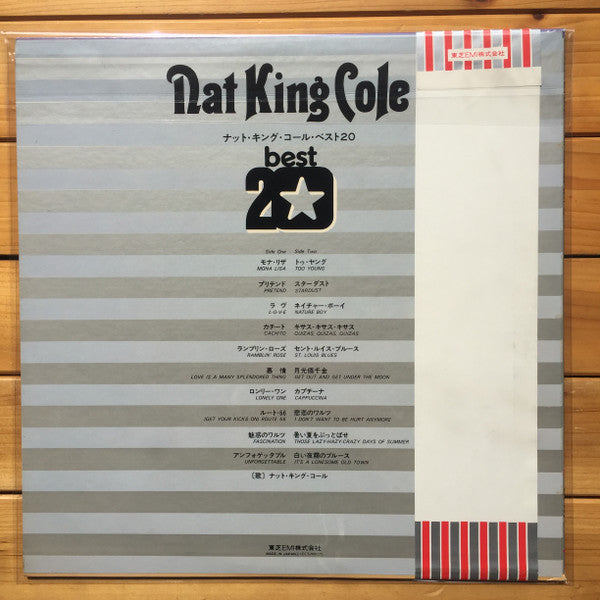 東芝EMI株式会社
nat King Cole
ナット・キング・コール・ベスト20
best
20
Side One Side Two
モナ・リザ トゥ・ヤング
MONA LISA TOO YOUNG
プリテンド スターダスト
PRETEND STARDUST
ラヴ ネイチャー・ボーイ
L-O-V-E NATURE BOY
カチート キサス・キサス・キサス
CACHITO QUIZAS, QUIZAS, QUIZAS
ランブリン・ローズ セント・ルイス・ブルース
RAMBLIN' ROSE ST. LOUIS BLUES
慕情 月光値千金
LOVE IS A MANY SPLENDORED THING GET OUT AND GET UNDER THE MOON
ロンリー・ワン カプチーナ
LONELY ONE CAPPUCCINA
ルート・66 悲恋のワルツ
(GET YOUR KICKS ON) ROUTE 66 I DON'T WANT TO BE HURT ANYMORE
魅惑のワルツ 暑い夏をぶっとばせ
FASCINATION THOSE LAZY-HAZY-CRAZY DAYS OF SUMMER
アンフォゲッタブル 白い夜霧のブルース
UNFORGETTABLE IT'S A LONESOME OLD TOWN
(歌) ナット・キング・コール
東芝EMI株式会社